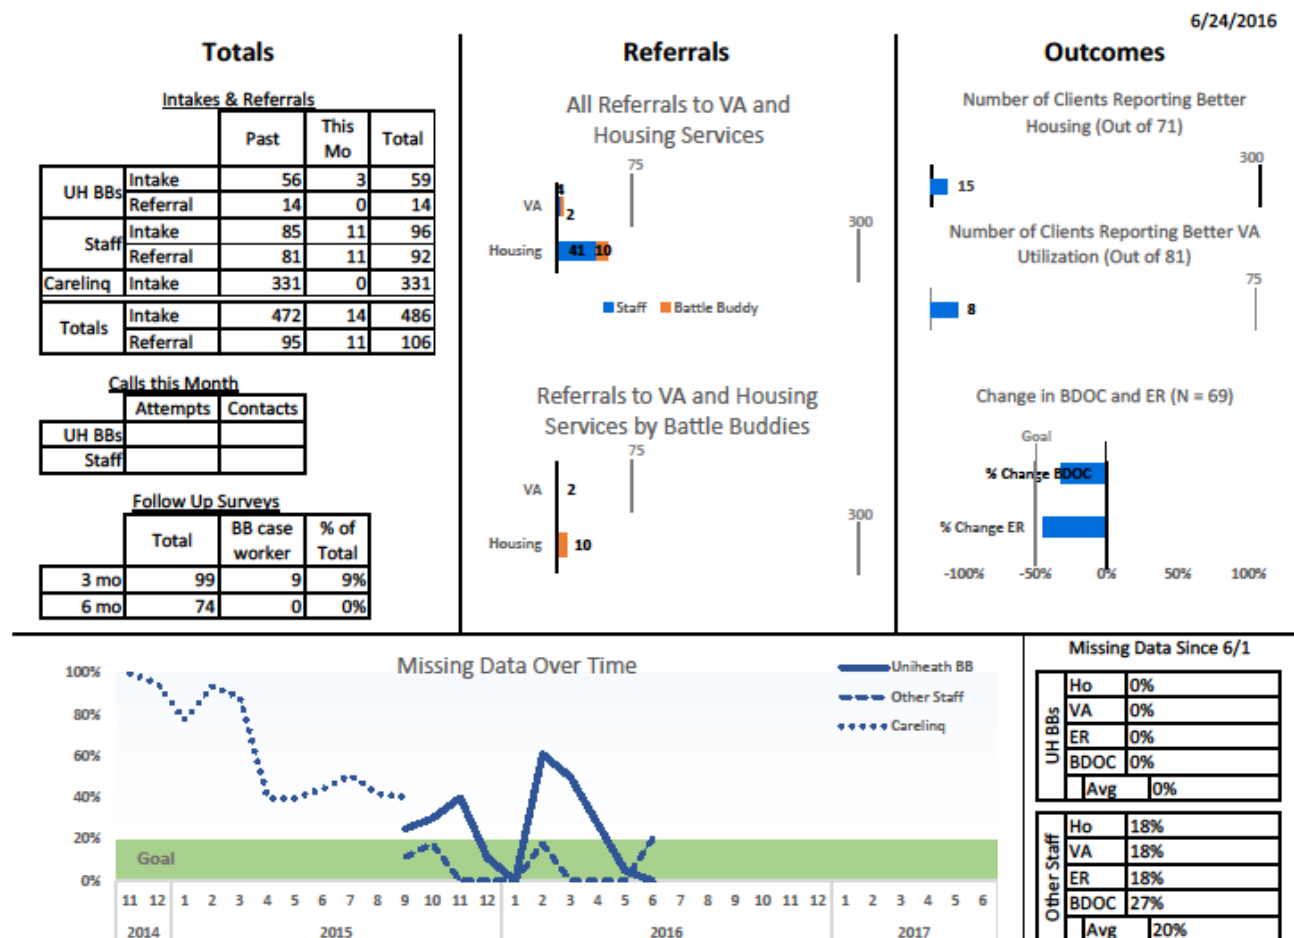 6/24/2016
Totals
Intakes & Referrals
Past This Mo Total
UH BBs Intake 56 3 59
Referral 14 0 14
Staff Intake 85 11 96
Referral 81 11 92
Carelinq Intake 331 0 331
Totals Intake 472 14 486
Referral 95 11 106
Calls this Month
Attempts Contacts
UH BBs
Staff
Follow Up Surveys
Total BB case worker % of Total
3 mo 99 9 9%
6 mo 74 0 0%
Referrals
All Referrals to VA and
Housing Services
75
VA 4 2
300
Housing 41 10
Staff Battle Buddy
Referrals to VA and Housing
Services by Battle Buddies
75
VA 2
300
Housing 10
Outcomes
Number of Clients Reporting Better
Housing (Out of 71)
300
15
Number of Clients Reporting Better VA
Utilization (Out of 81)
75
8
Change in BDOC and ER (N = 69)
Goal
% Change BDOC
% Change ER
-100% -50% 0% 50% 100%
Missing Data Over Time
Uniheath BB
Other Staff
Carelinq
100%
80%
60%
40%
20%
Goal
0%
11 12 1 2 3 4 5 6 7 8 9 10 11 12 1 2 3 4 5 6 7 8 9 10 11 12 1 2 3 4 5 6
2014 2015 2016 2017
Missing Data Since 6/1
UH BBs
Ho 0%
VA 0%
ER 0%
BDOC 0%
Avg 0%
Other Staff
Ho 18%
VA 18%
ER 18%
BDOC 27%
Avg 20%